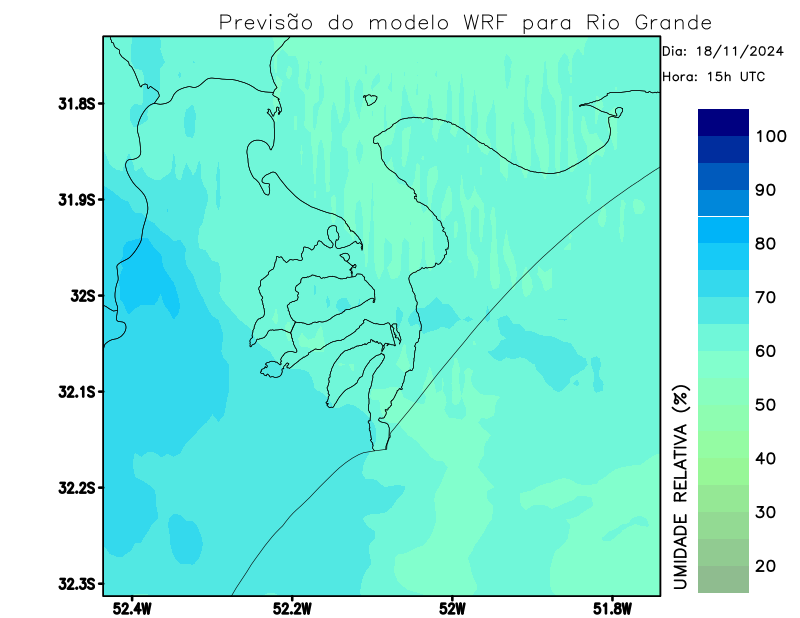 Previsão do modelo WRF para Rio Grande
Dia: 18/11/2024
Hora: 15h UTC
31.8S
31.9S
32S
32.1S
32.2S
32.3S
52.4W
52.2W
52W
51.8W
UMIDADE RELATIVA (%)
100
90
80
70
60
50
40
30
20